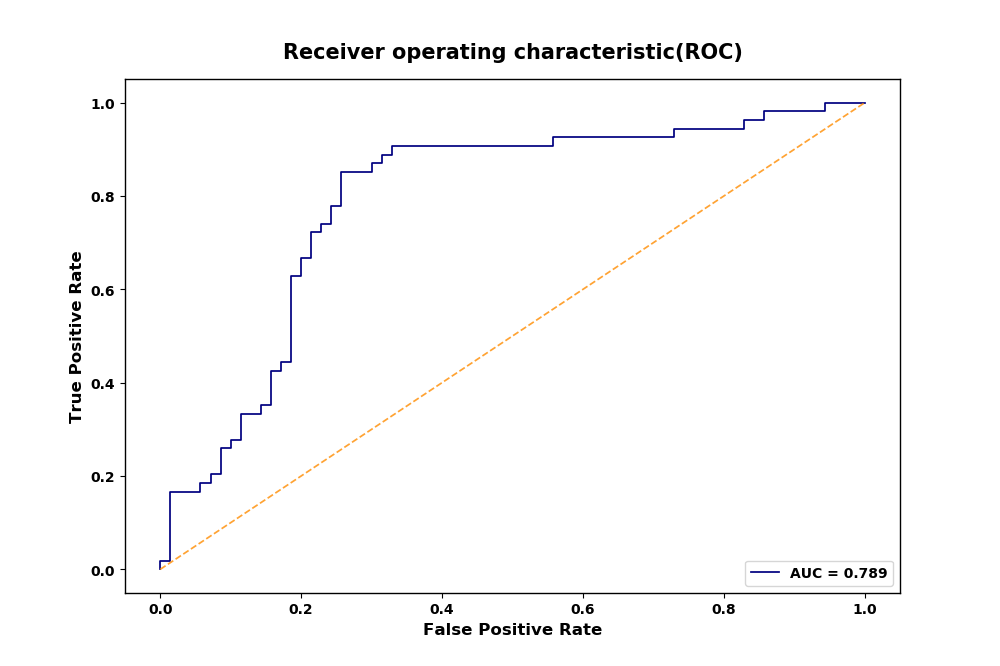 Receiver operating characteristic(ROC)
1.0
0.8
0.6
0.4
0.2
0.0
True Positive Rate
AUC = 0.789
0.0 0.2 0.4 0.6 0.8 1.0
False Positive Rate